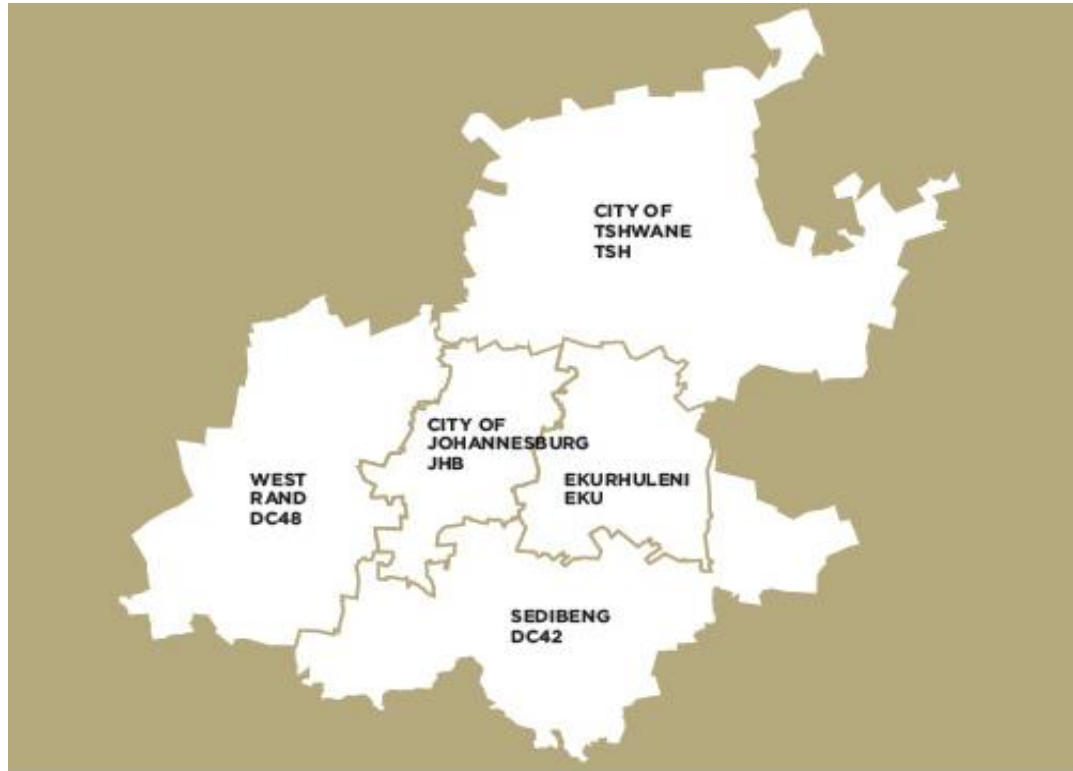 CITY OF
TSHWANE
TSH
CITY OF
JOHANNESBURG
JHB
WEST
RAND
DC48
EKURHULENI
EKU
SEDIBENG
DC42